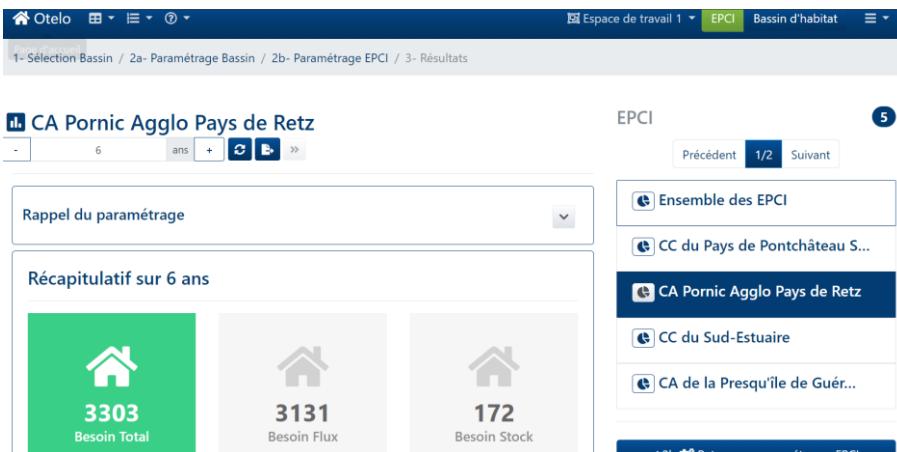 Otelo
Espace de travail 1 EPCI Bassin d'habitat
Page d'accueil
1- Sélection Bassin / 2a- Paramétrage Bassin / 2b- Paramétrage EPCI / 3- Résultats
CA Pornic Agglo Pays de Retz
- 6 ans + »
Rappel du paramétrage
Récapitulatif sur 6 ans
3303
Besoin Total
3131
Besoin Flux
172
Besoin Stock
EPCI 5
Précédent 1/2 Suivant
Ensemble des EPCI
CC du Pays de Pontchâteau S...
CA Pornic Agglo Pays de Retz
CC du Sud-Estuaire
CA de la Presqu'île de Guér...